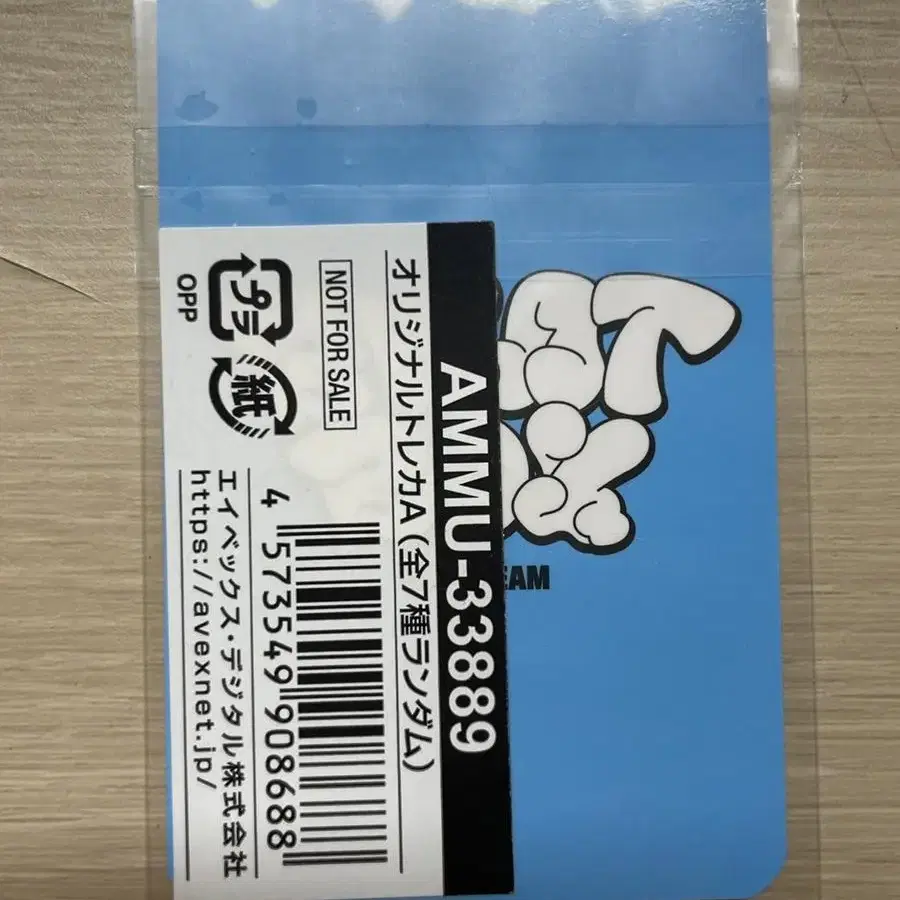 AMMU-33889
オリジナルトレカA(全7種ランダム)
NOT FOR SALE
プラ
紙
OPP
4 573549 908688
エイベックス・デジタル株式会社
https://avexnet.jp/
EAM